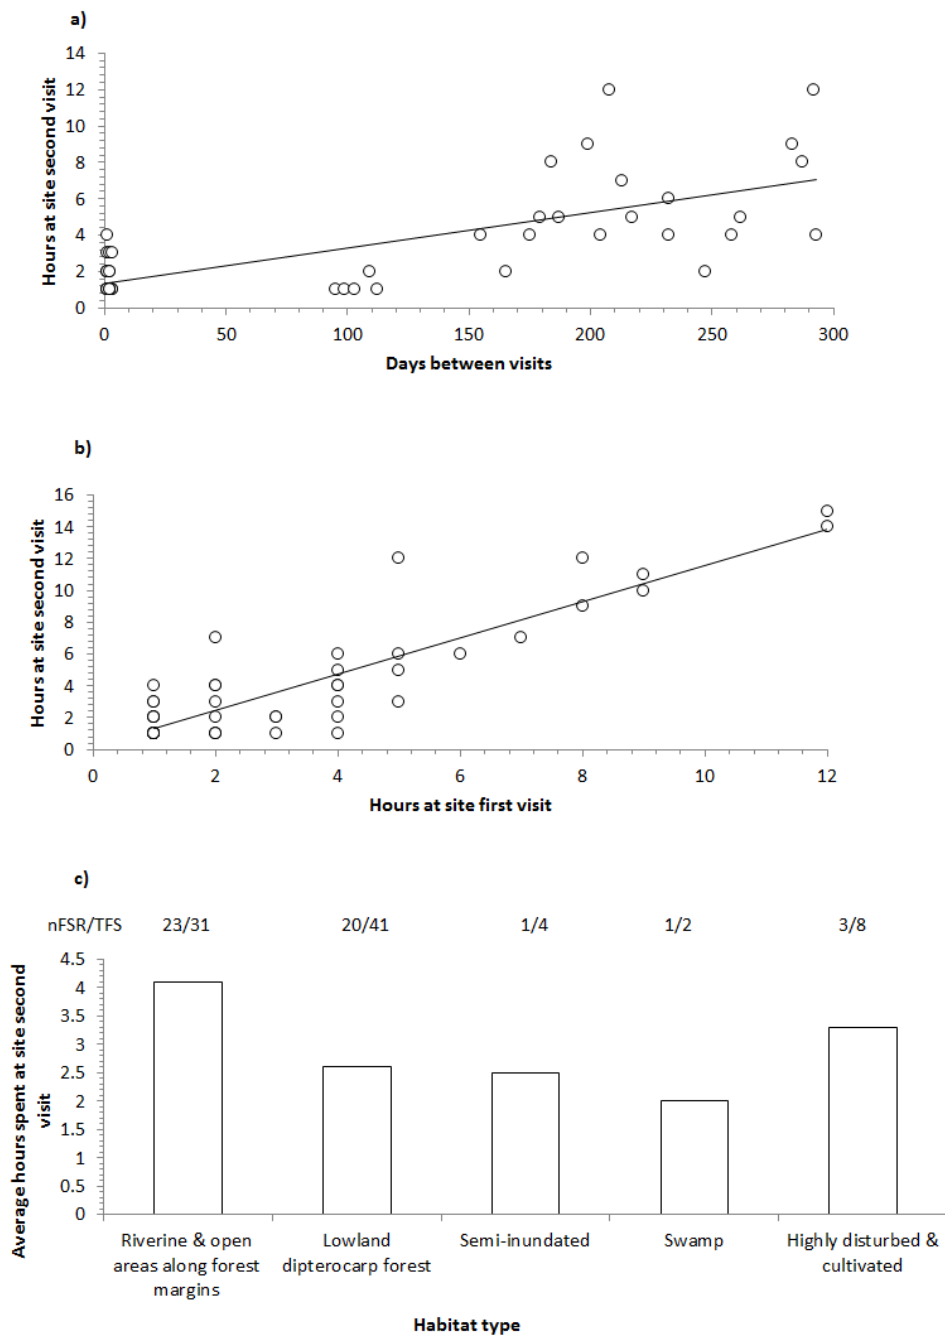 a)
14
12
10
8
6
4
2
0
0 50 100 150 200 250 300
Hours at site second visit
Days between visits
b)
16
14
12
10
8
6
4
2
0
0 2 4 6 8 10 12
Hours at site second visit
Hours at site first visit
c)
nFSR/TFS 23/31 20/41 1/4 1/2 3/8
4.5
4
3.5
3
2.5
2
1.5
1
0.5
0
Average hours spent at site second
visit
Riverine & open
areas along forest
margins
Lowland
dipterocarp forest
Semi-inundated
Swamp
Highly disturbed &
cultivated
Habitat type